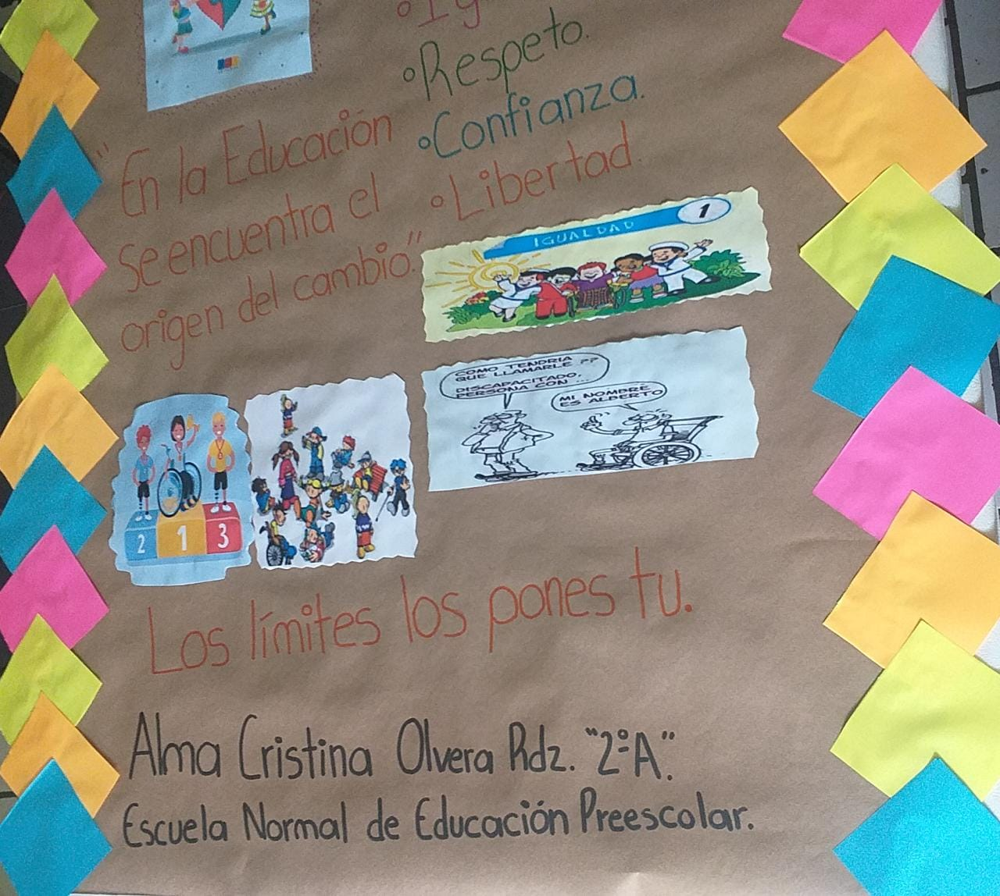 Respeto.
Confianza.
Libertad.
"En la Educación
se encuentra el
origen del cambio."
IGUALDAD 1
COMO TENDRIA
QUE LLAMARLE ??
DISCAPACITADO,
PERSONA CON ...
MI NOMBRE
ES ALBERTO
2 1 3
Los límites los pones tu.
Alma Cristina Olvera Rdz. "2°A".
Escuela Normal de Educación Preescolar.